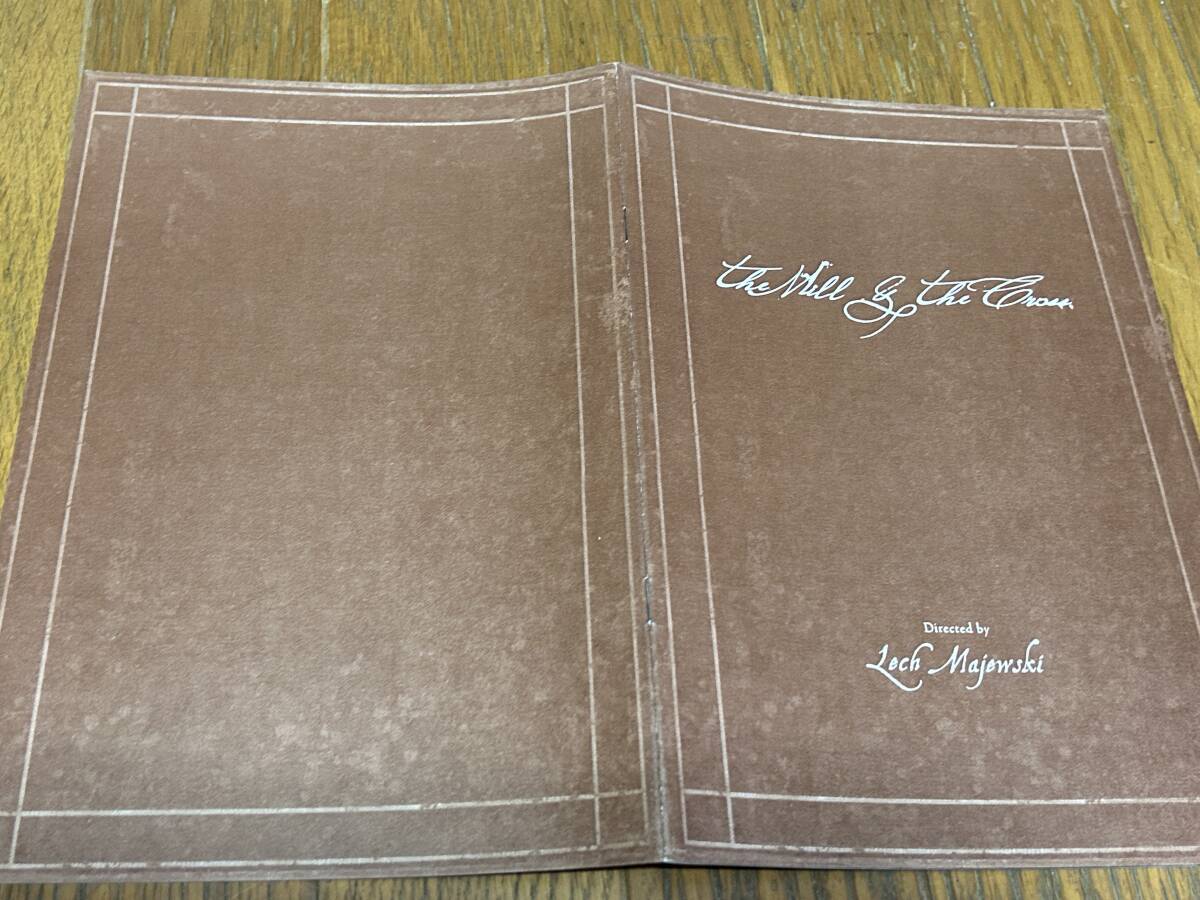 the Mill & the Cross
Directed by
Lech Majewski